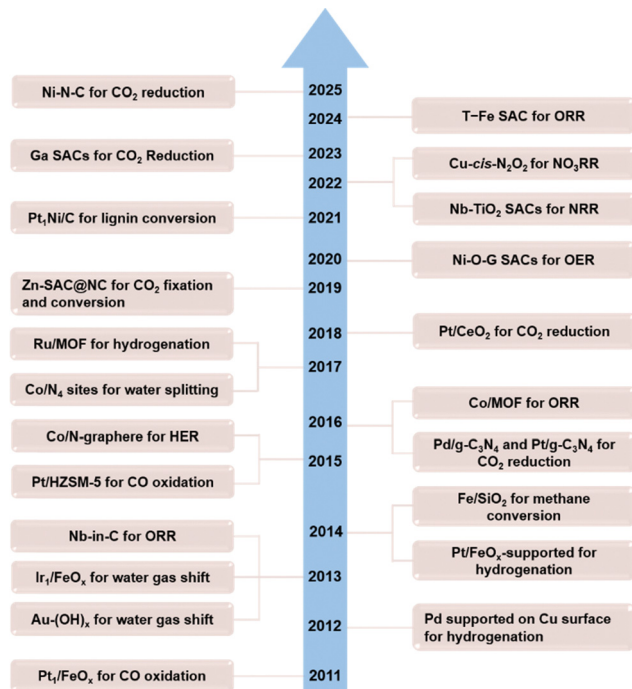 2025
Ni-N-C for CO₂ reduction
2024
T−Fe SAC for ORR
2023
Ga SACs for CO₂ Reduction
2022
Cu-cis-N₂O₂ for NO₃RR
Nb-TiO₂ SACs for NRR
2021
Pt₁Ni/C for lignin conversion
2020
Ni-O-G SACs for OER
2019
Zn-SAC@NC for CO₂ fixation
and conversion
2018
Pt/CeO₂ for CO₂ reduction
2017
Ru/MOF for hydrogenation
Co/N₄ sites for water splitting
2016
Co/MOF for ORR
Pd/g-C₃N₄ and Pt/g-C₃N₄ for
CO₂ reduction
2015
Co/N-graphere for HER
Pt/HZSM-5 for CO oxidation
2014
Fe/SiO₂ for methane
conversion
Pt/FeOₓ-supported for
hydrogenation
2013
Nb-in-C for ORR
Ir₁/FeOₓ for water gas shift
Au-(OH)ₓ for water gas shift
2012
Pd supported on Cu surface
for hydrogenation
2011
Pt₁/FeOₓ for CO oxidation